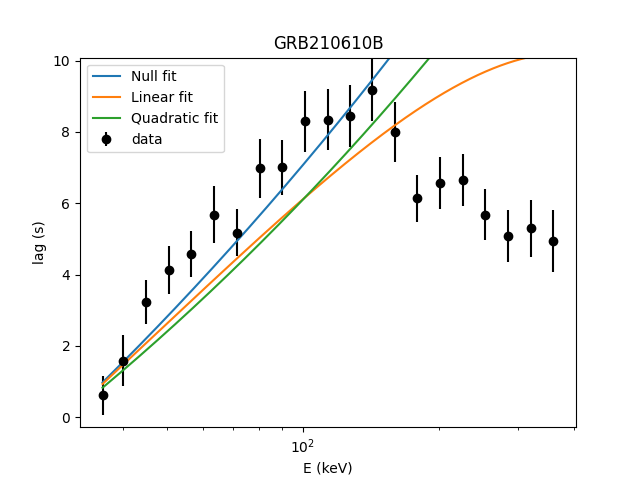 GRB210610B
10
8
6
4
2
0
lag (s)
Null fit
Linear fit
Quadratic fit
data
10²
E (keV)